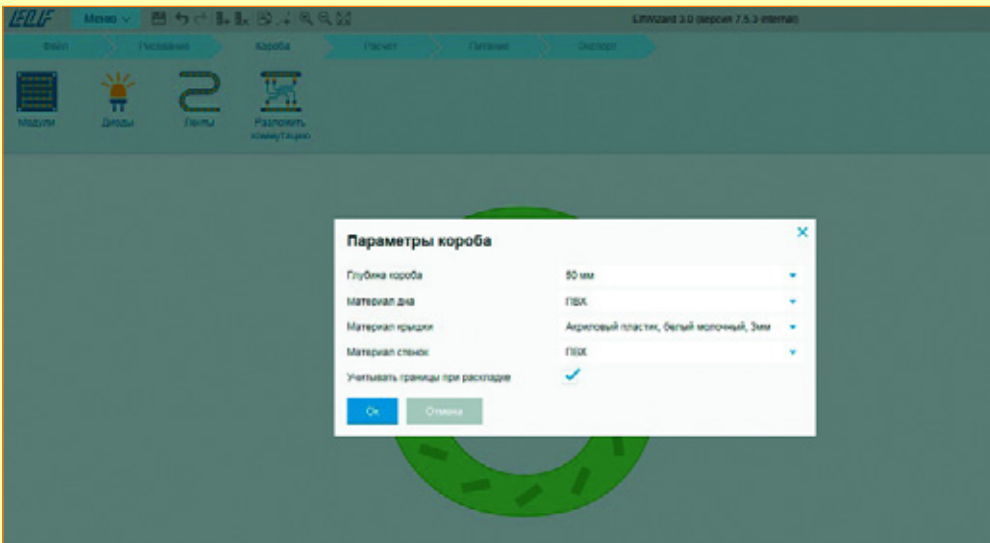 Меню
LitWizard 3.0 (версия 7.5.3-internal)
Файл
Рисование
Короба
Расчет
Питание
Экспорт
Модули
Диоды
Ленты
Разложить
коммутацию
Параметры короба
Глубина короба
50 мм
Материал дна
ПВХ
Материал крышки
Акриловый пластик, белый молочный, 3мм
Материал стенок
ПВХ
Учитывать границы при раскладке
Ок
Отмена